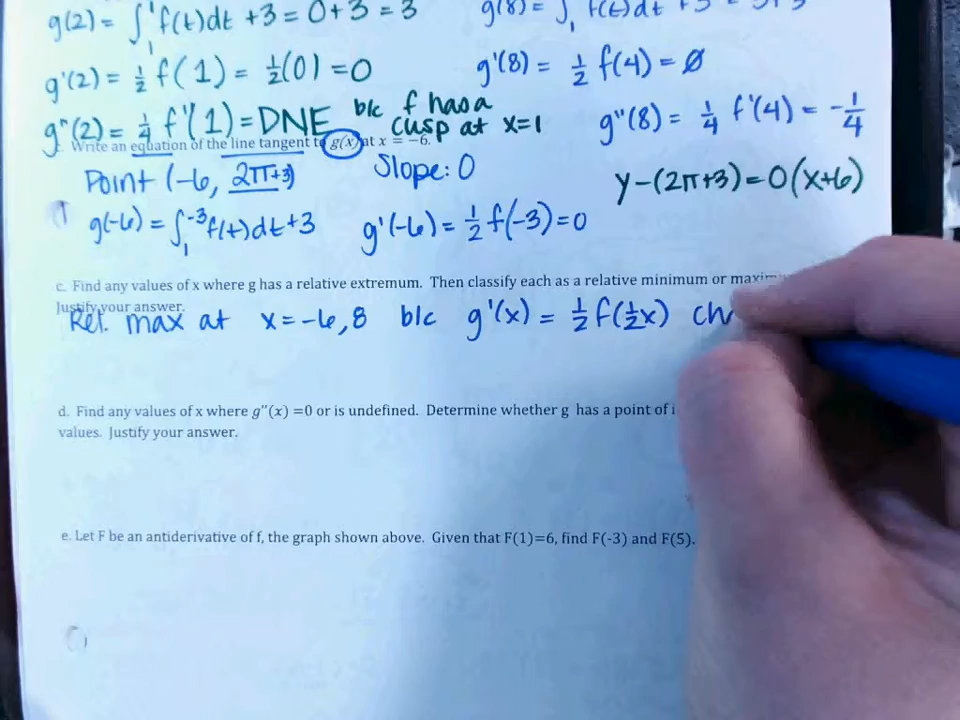 g(2) = ∫₁¹ f(t)dt + 3 = 0 + 3 = 3
g(8) = ∫₁ f(t)dt + 3
g'(2) = ½ f(1) = ½(0) = 0
g'(8) = ½ f(4) = Ø
g"(2) = ¼ f'(1) = DNE b/c f has a cusp at x=1
g"(8) = ¼ f'(4) = -¼
Write an equation of the line tangent to g(x) at x = −6.
Point (-6, 2π+3)
Slope: 0
y-(2π+3)=0(x+6)
g(-6) = ∫₁⁻³ f(t)dt + 3
g'(-6) = ½ f(-3) = 0
c. Find any values of x where g has a relative extremum. Then classify each as a relative minimum or
Justify your answer.
Rel. max at x = -6, 8 b/c g'(x) = ½ f(½x) ch
d. Find any values of x where g"(x) =0 or is undefined. Determine whether g has a point of
values. Justify your answer.
e. Let F be an antiderivative of f, the graph shown above. Given that F(1)=6, find F(-3) and F(5).